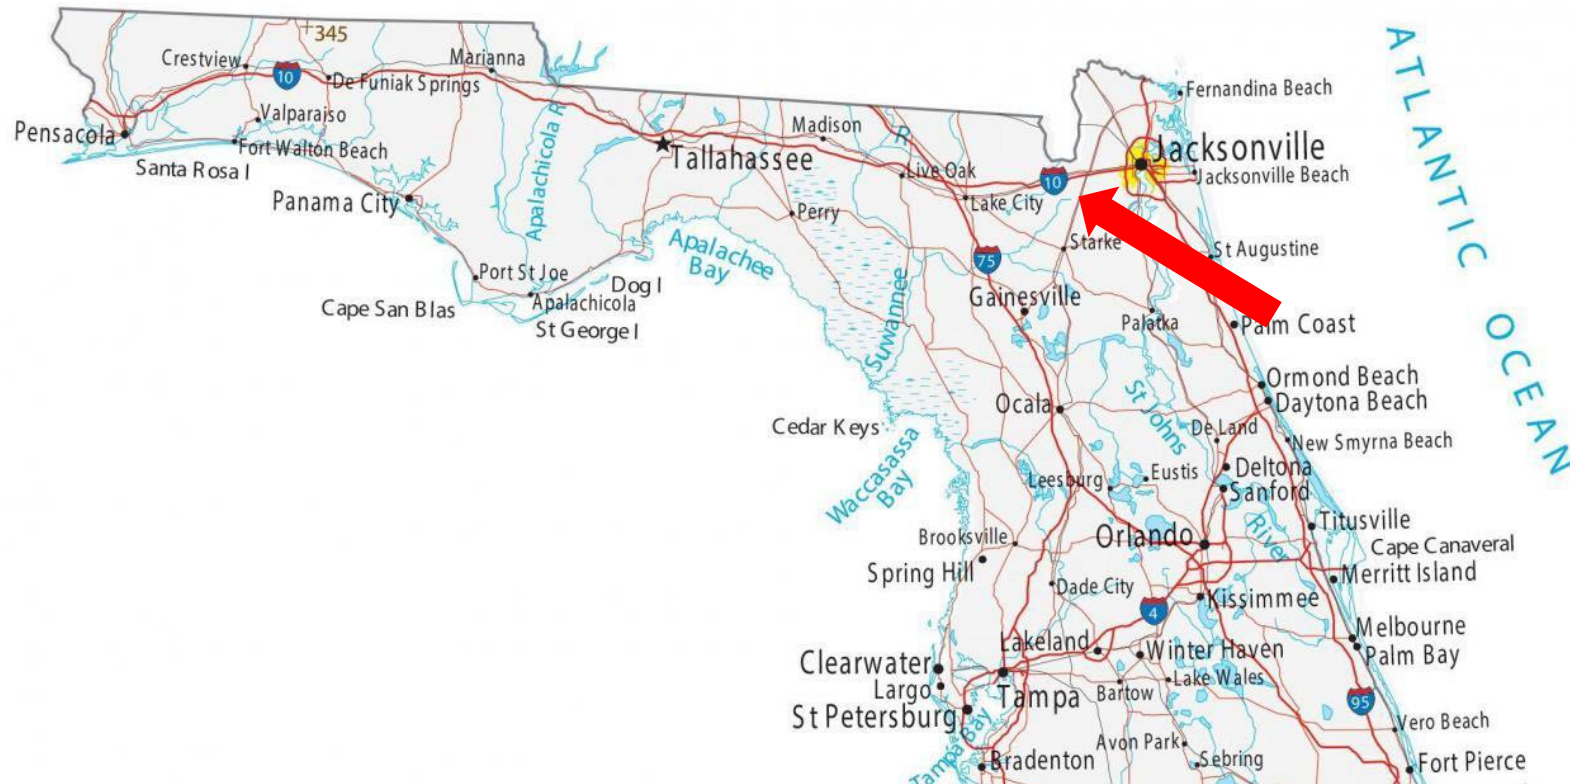 345
Crestview
10
De Funiak Springs
Marianna
Valparaiso
Pensacola
Fort Walton Beach
Santa Rosa I
Panama City
Apalachicola R
Tallahassee
Madison
R
Live Oak
Lake City
10
Jacksonville
Fernandina Beach
Jacksonville Beach
Perry
Port St Joe
Apalachicola
Cape San Blas
St George I
Dog I
Apalachee
Bay
Suwannee
75
Starke
St Augustine
Gainesville
Palatka
Palm Coast
ATLANTIC OCEAN
Ormond Beach
Daytona Beach
Ocala
St Johns
River
De Land
New Smyrna Beach
Cedar Keys
Waccasassa
Bay
Leesburg
Eustis
Deltona
Sanford
Titusville
Cape Canaveral
Merritt Island
Brooksville
Orlando
Spring Hill
Dade City
Kissimmee
4
Lakeland
Winter Haven
Melbourne
Palm Bay
Clearwater
Largo
Tampa
Bartow
Lake Wales
St Petersburg
Tampa Bay
95
Vero Beach
Avon Park
Sebring
Bradenton
Fort Pierce